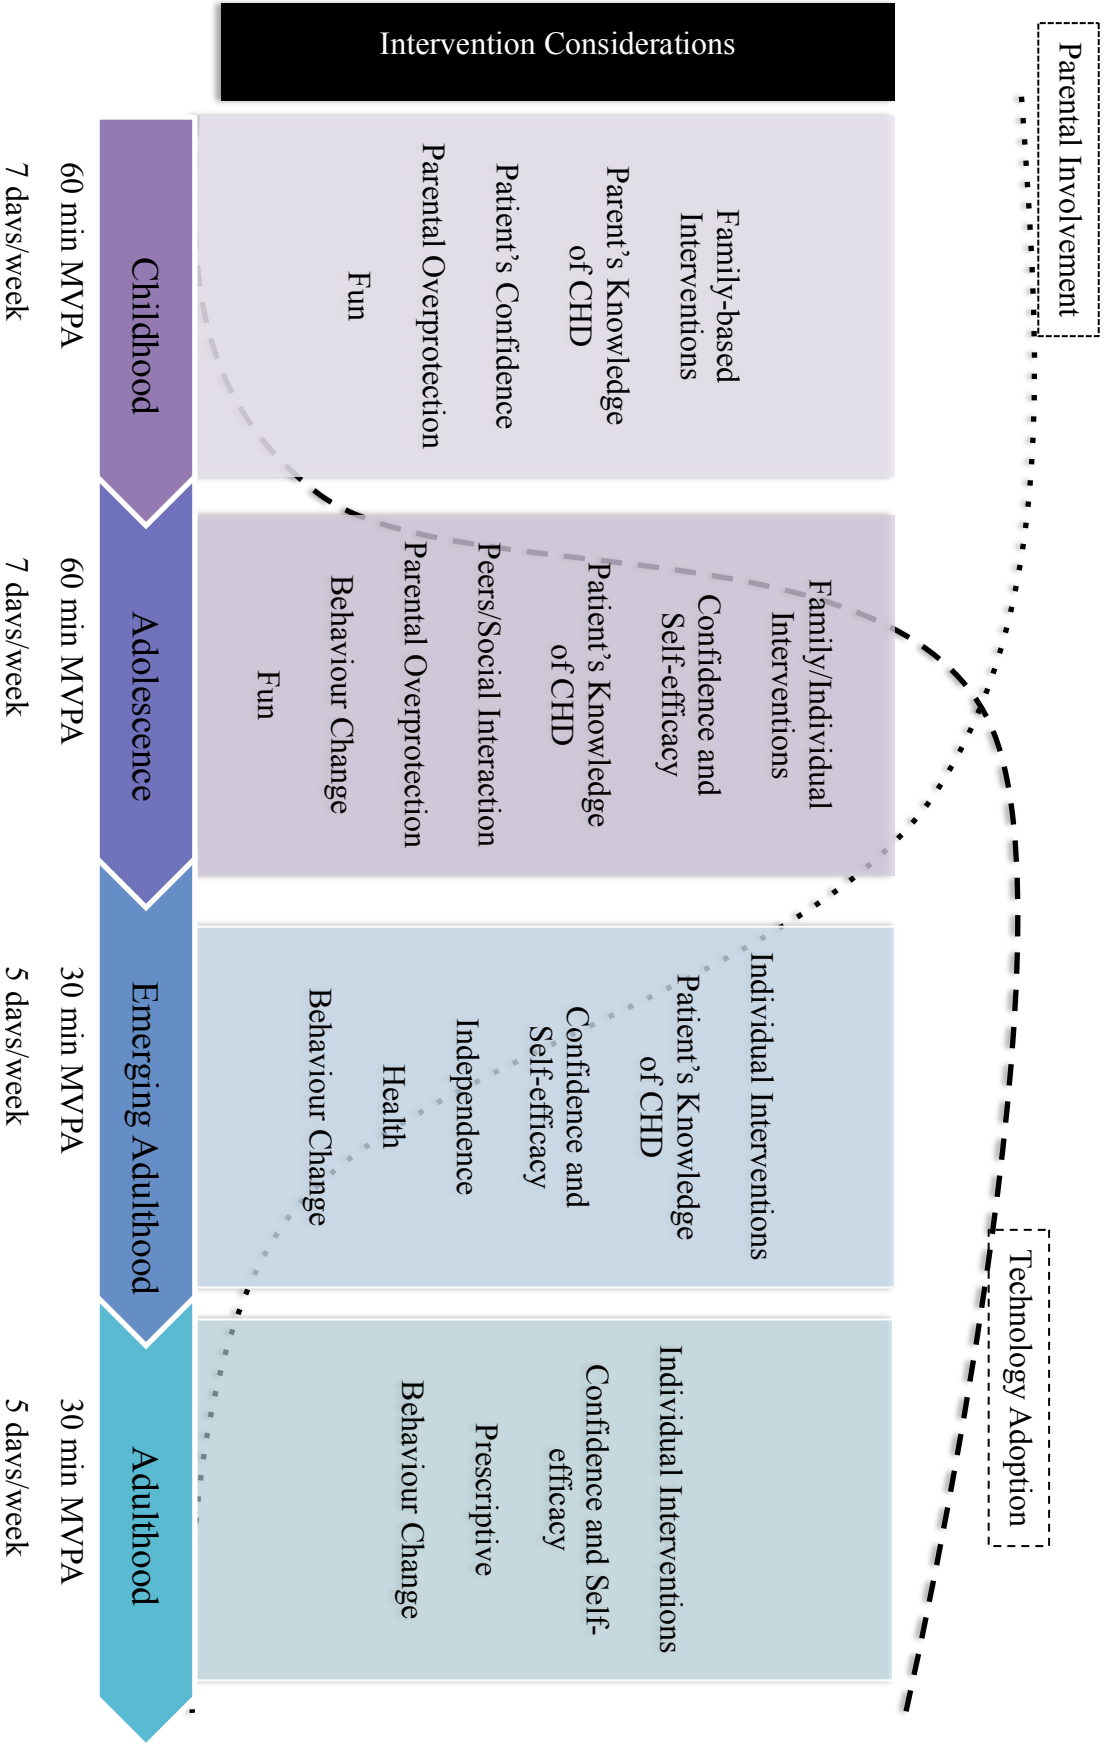 Parental Involvement
Technology Adoption
Intervention Considerations
Family-based
Interventions
Parent's Knowledge
of CHD
Patient's Confidence
Parental Overprotection
Fun
Family/Individual
Interventions
Confidence and
Self-efficacy
Patient's Knowledge
of CHD
Peers/Social Interaction
Parental Overprotection
Behaviour Change
Fun
Individual Interventions
Patient's Knowledge
of CHD
Confidence and
Self-efficacy
Independence
Health
Behaviour Change
Individual Interventions
Confidence and Self-
efficacy
Prescriptive
Behaviour Change
Childhood
Adolescence
Emerging Adulthood
Adulthood
60 min MVPA
7 days/week
60 min MVPA
7 days/week
30 min MVPA
5 days/week
30 min MVPA
5 days/week